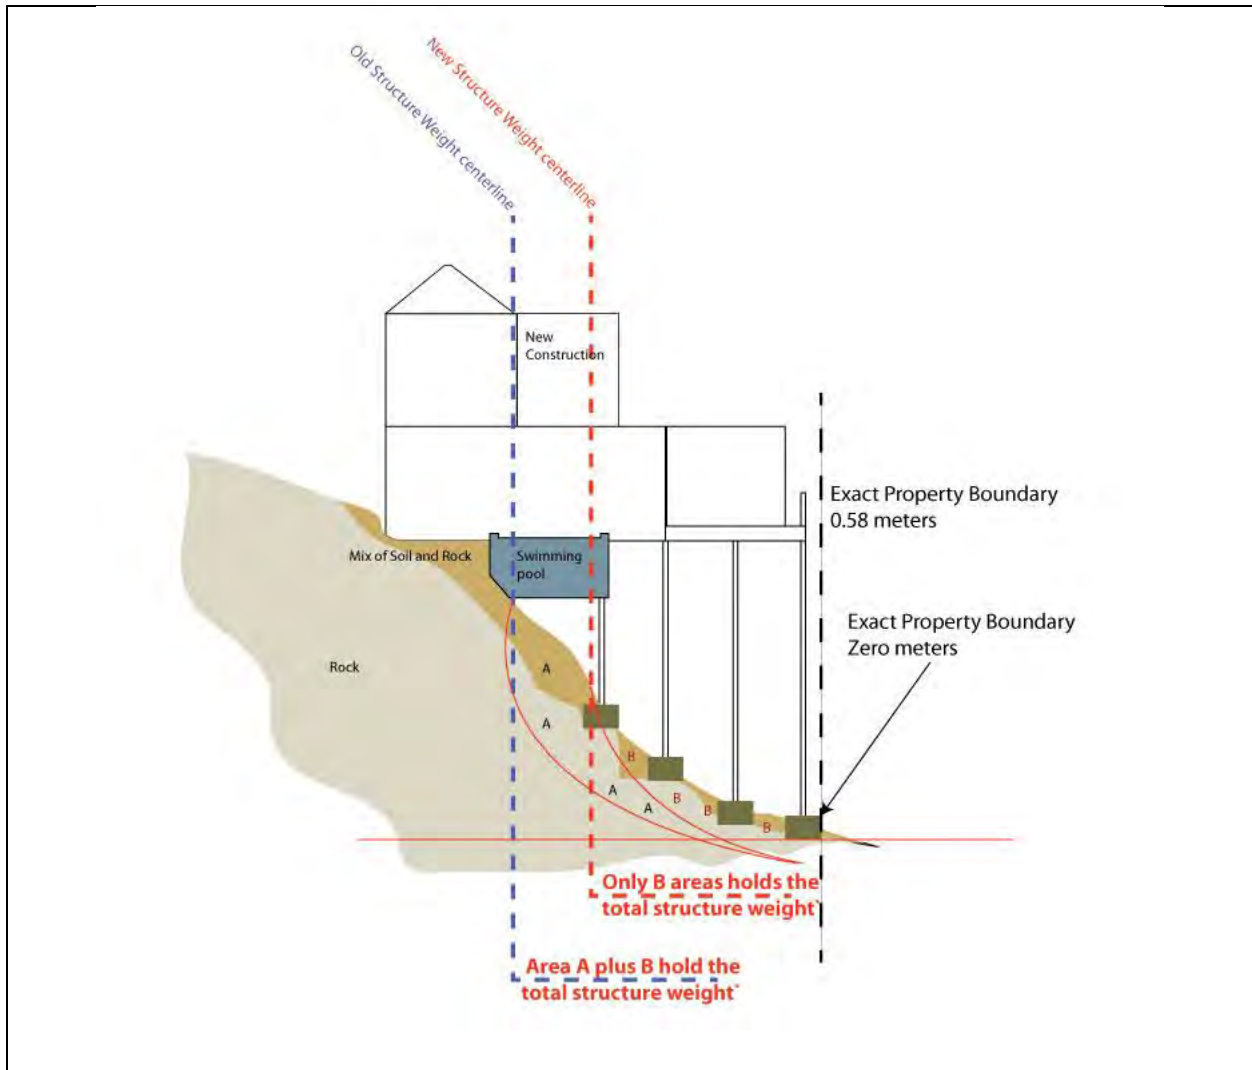 Old Structure Weight centerline
New Structure Weight centerline
New
Construction
Exact Property Boundary
0.58 meters
Mix of Soil and Rock
Swimming
pool
Exact Property Boundary
Zero meters
Rock
A
A
B
A
B
A
B
B
Only B areas holds the
total structure weight`
Area A plus B hold the
total structure weight`